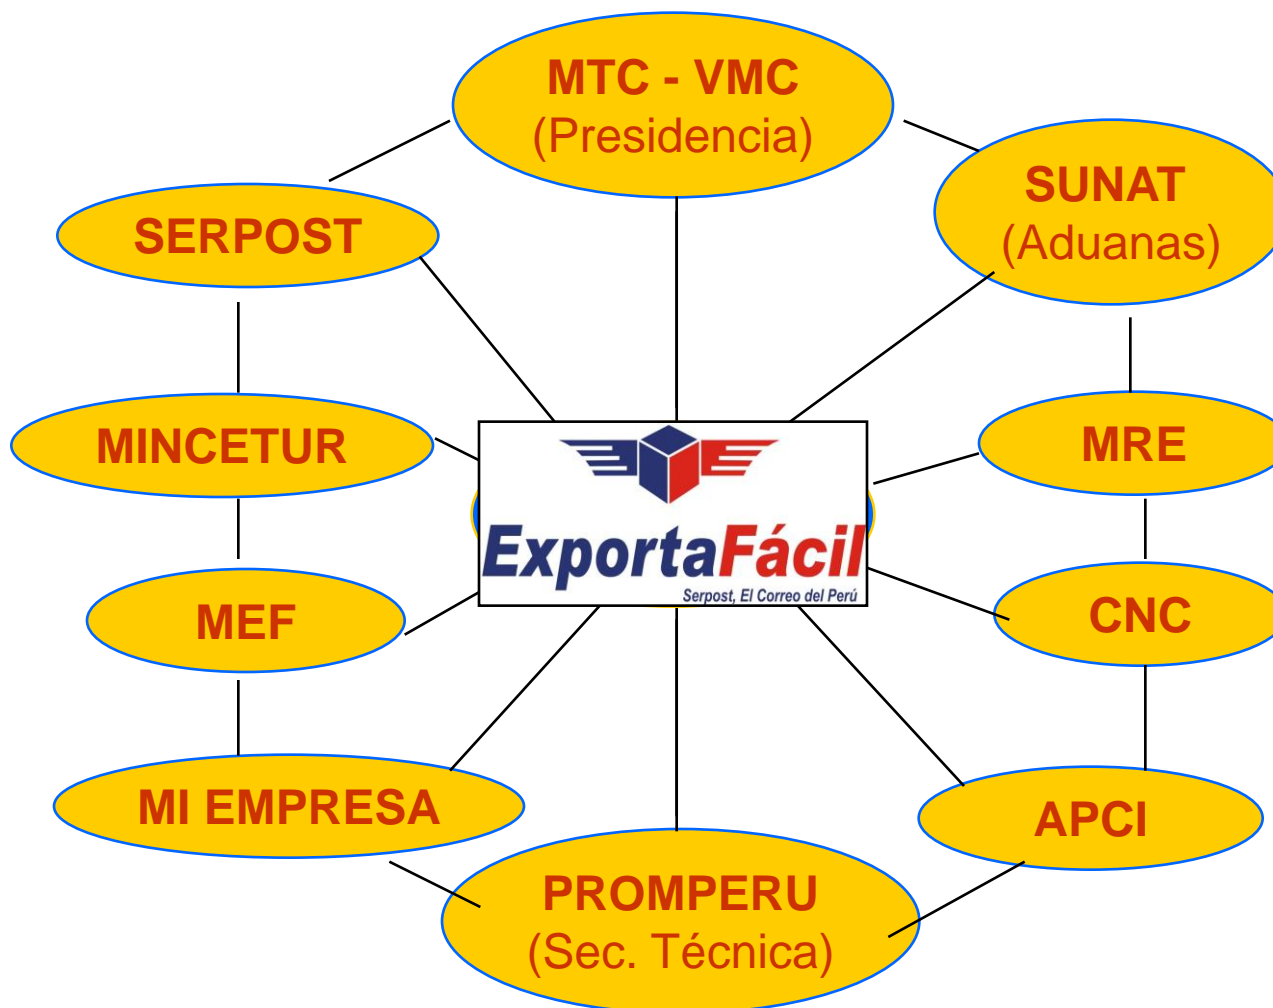 MTC - VMC
(Presidencia)
SUNAT
(Aduanas)
SERPOST
MINCETUR
MRE
ExportaFácil
Serpost, El Correo del Perú
MEF
CNC
MI EMPRESA
APCI
PROMPERU
(Sec. Técnica)